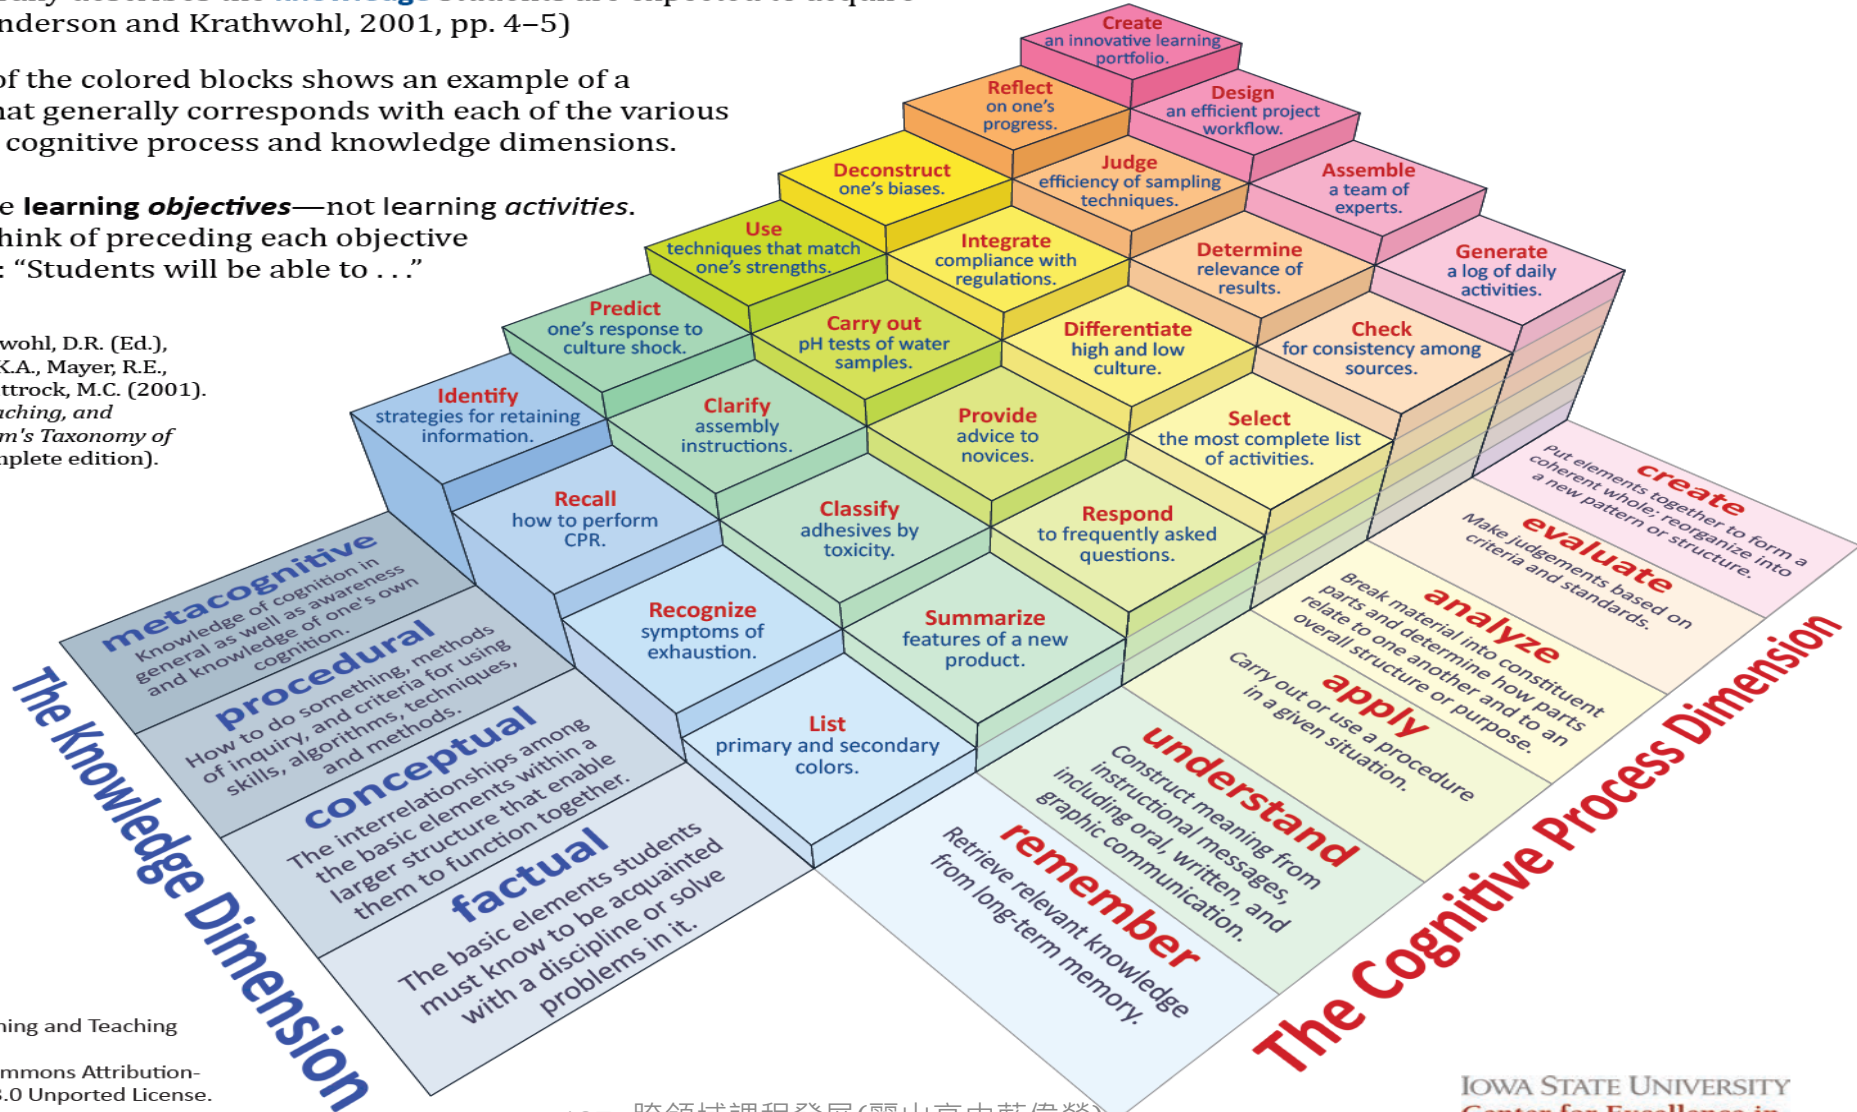 nderson and Krathwohl, 2001, pp. 4–5)
of the colored blocks shows an example of a
hat generally corresponds with each of the various
cognitive process and knowledge dimensions.
e learning objectives—not learning activities.
hink of preceding each objective
: “Students will be able to . . .”
wohl, D.R. (Ed.),
K.A., Mayer, R.E.,
ttrock, M.C. (2001).
aching, and
m's Taxonomy of
nplete edition).
Create
an innovative learning
portfolio.
Reflect
on one's
progress.
Design
an efficient project
workflow.
Deconstruct
one's biases.
Judge
efficiency of sampling
techniques.
Assemble
a team of
experts.
Use
techniques that match
one's strengths.
Integrate
compliance with
regulations.
Determine
relevance of
results.
Generate
a log of daily
activities.
Predict
one's response to
culture shock.
Carry out
pH tests of water
samples.
Differentiate
high and low
culture.
Check
for consistency among
sources.
Identify
strategies for retaining
information.
Clarify
assembly
instructions.
Provide
advice to
novices.
Select
the most complete list
of activities.
Recall
how to perform
CPR.
Classify
adhesives by
toxicity.
Respond
to frequently asked
questions.
Recognize
symptoms of
exhaustion.
Summarize
features of a new
product.
List
primary and secondary
colors.
metacognitive
Knowledge of cognition in
general as well as awareness
and knowledge of one's own
cognition.
procedural
How to do something, methods
of inquiry, and criteria for using
skills, algorithms, techniques,
and methods.
conceptual
The interrelationships among
the basic elements within a
larger structure that enable
them to function together.
factual
The basic elements students
must know to be acquainted
with a discipline or solve
problems in it.
The Knowledge Dimension
create
Put elements together to form a
coherent whole; reorganize into
a new pattern or structure.
evaluate
Make judgements based on
criteria and standards.
analyze
Break material into constituent
parts and determine how parts
relate to one another and to an
overall structure or purpose.
apply
Carry out or use a procedure
in a given situation.
understand
Construct meaning from
instructional messages,
including oral, written, and
graphic communication.
remember
Retrieve relevant knowledge
from long-term memory.
The Cognitive Process Dimension
ning and Teaching
mmons Attribution-
3.0 Unported License.
IOWA STATE UNIVERSITY